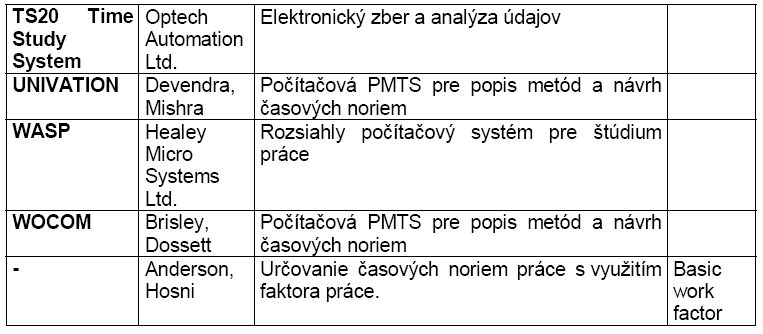 TS20 Time Study System
Optech Automation Ltd.
Elektronický zber a analýza údajov
UNIVATION
Devendra, Mishra
Počítačová PMTS pre popis metód a návrh
časových noriem
WASP
Healey Micro Systems Ltd.
Rozsiahly počítačový systém pre štúdium
práce
WOCOM
Brisley, Dossett
Počítačová PMTS pre popis metód a návrh
časových noriem
-
Anderson, Hosni
Určovanie časových noriem práce s využitím
faktora práce.
Basic work factor